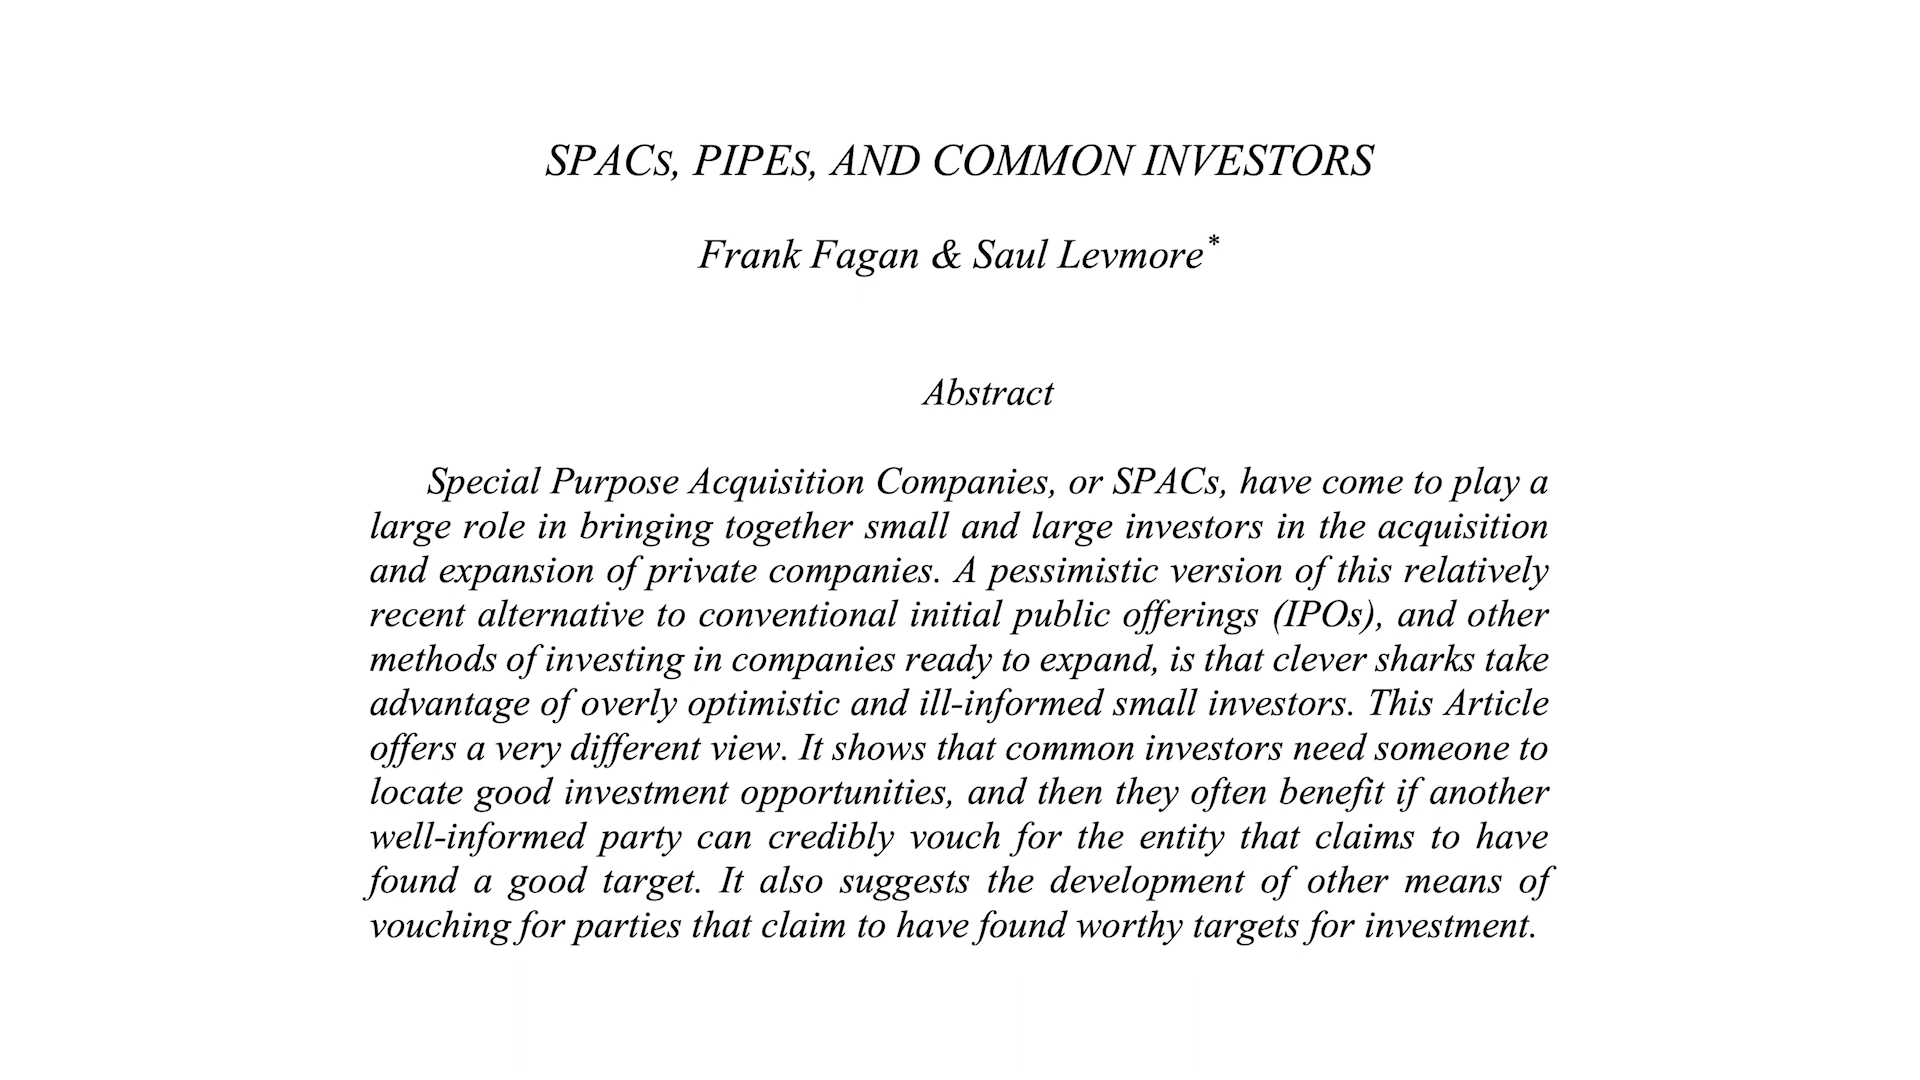 SPACs, PIPEs, AND COMMON INVESTORS
Frank Fagan & Saul Levmore*
Abstract
Special Purpose Acquisition Companies, or SPACs, have come to play a
large role in bringing together small and large investors in the acquisition
and expansion of private companies. A pessimistic version of this relatively
recent alternative to conventional initial public offerings (IPOs), and other
methods of investing in companies ready to expand, is that clever sharks take
advantage of overly optimistic and ill-informed small investors. This Article
offers a very different view. It shows that common investors need someone to
locate good investment opportunities, and then they often benefit if another
well-informed party can credibly vouch for the entity that claims to have
found a good target. It also suggests the development of other means of
vouching for parties that claim to have found worthy targets for investment.